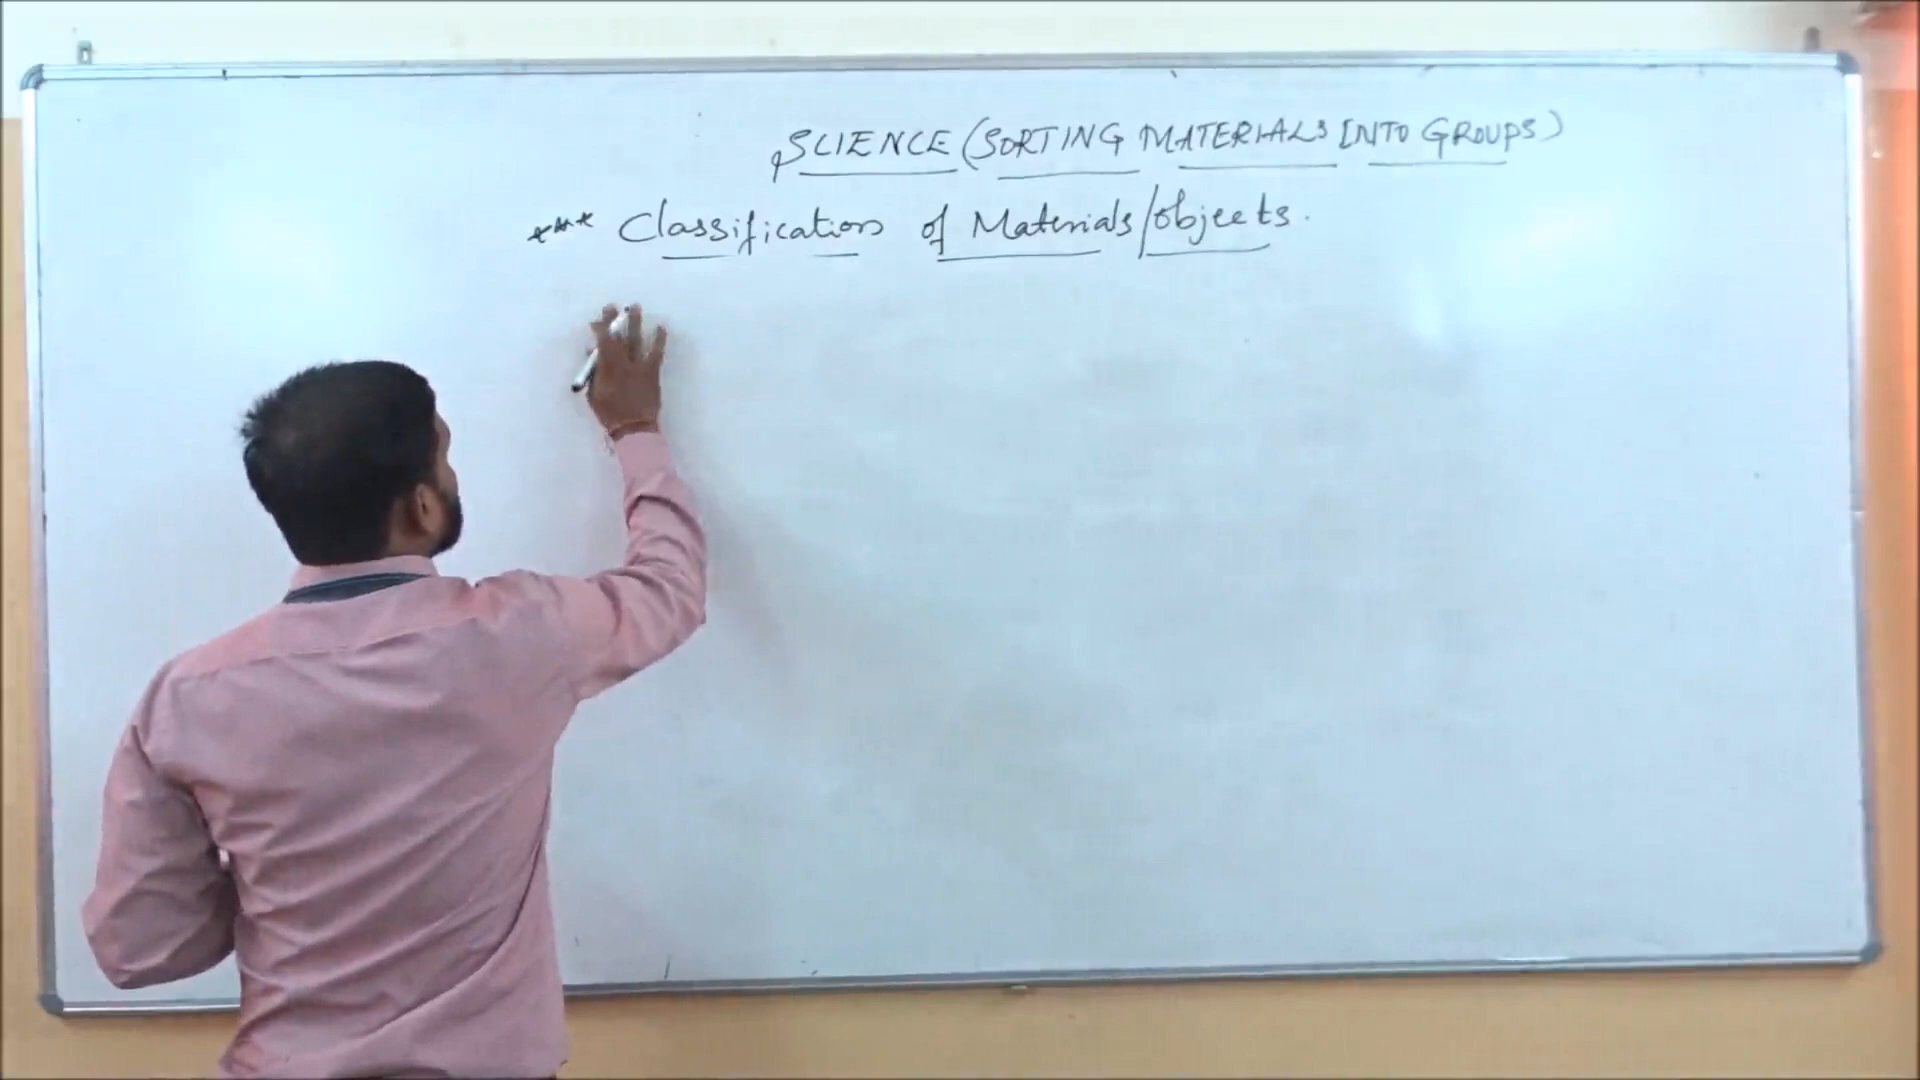 SCIENCE (SORTING MATERIALS INTO GROUPS)
*** Classification of Materials/objects.